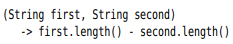 (String first, String second)
-> first.length() - second.length()